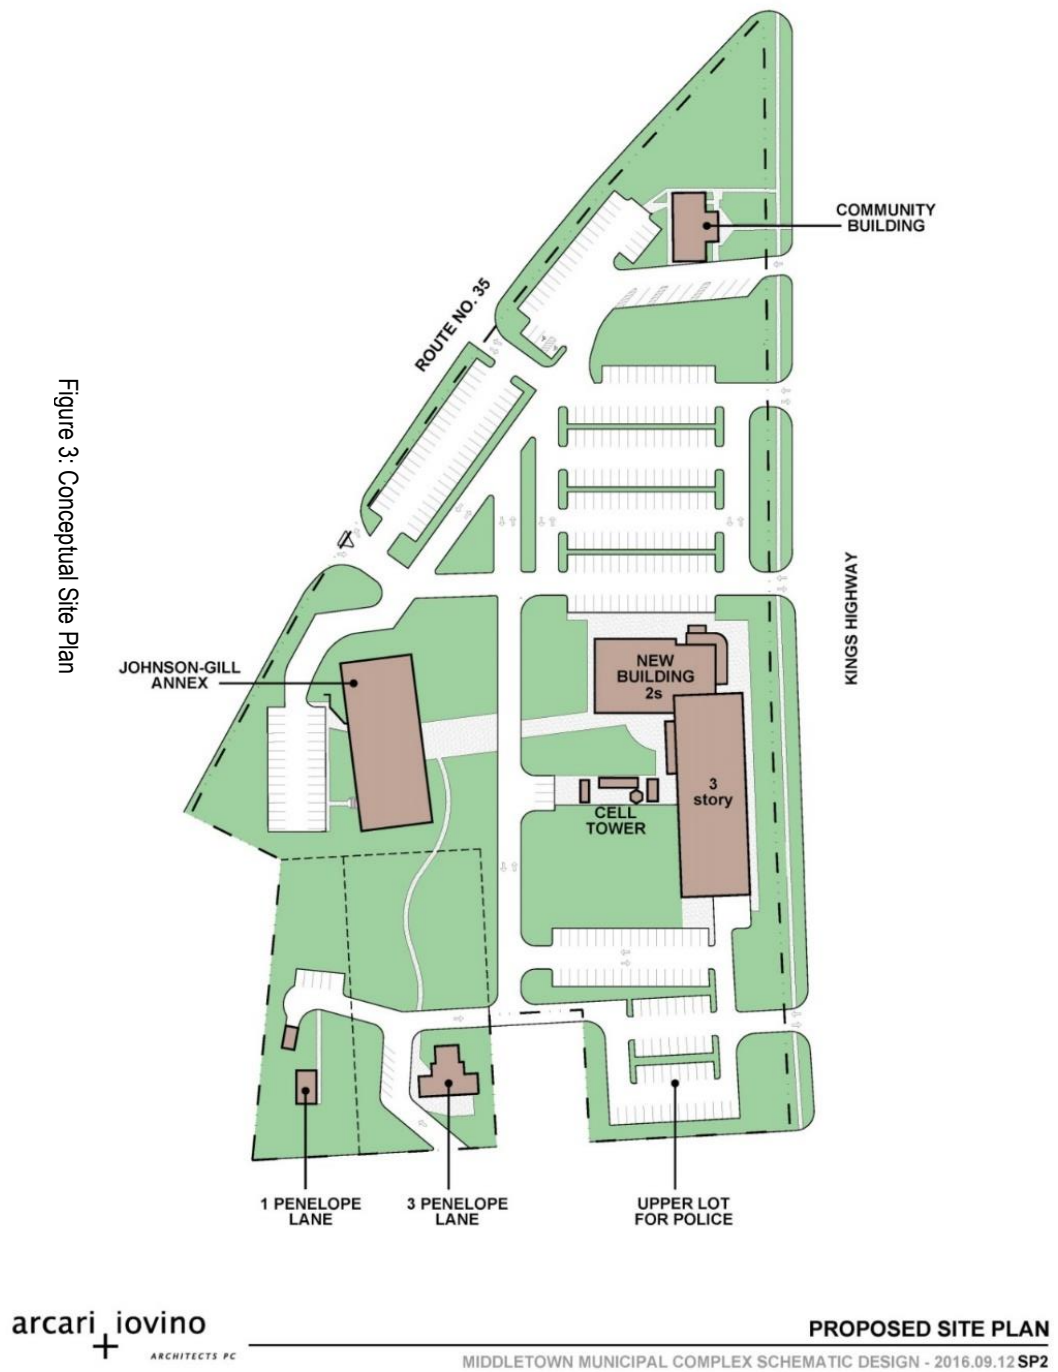 COMMUNITY
BUILDING
ROUTE NO. 35
Figure 3: Conceptual Site Plan
KINGS HIGHWAY
JOHNSON-GILL
ANNEX
NEW
BUILDING
2s
3
story
CELL
TOWER
1 PENELOPE
LANE
3 PENELOPE
LANE
UPPER LOT
FOR POLICE
arcari iovino
+
ARCHITECTS PC
PROPOSED SITE PLAN
MIDDLETOWN MUNICIPAL COMPLEX SCHEMATIC DESIGN - 2016.09.12 SP2